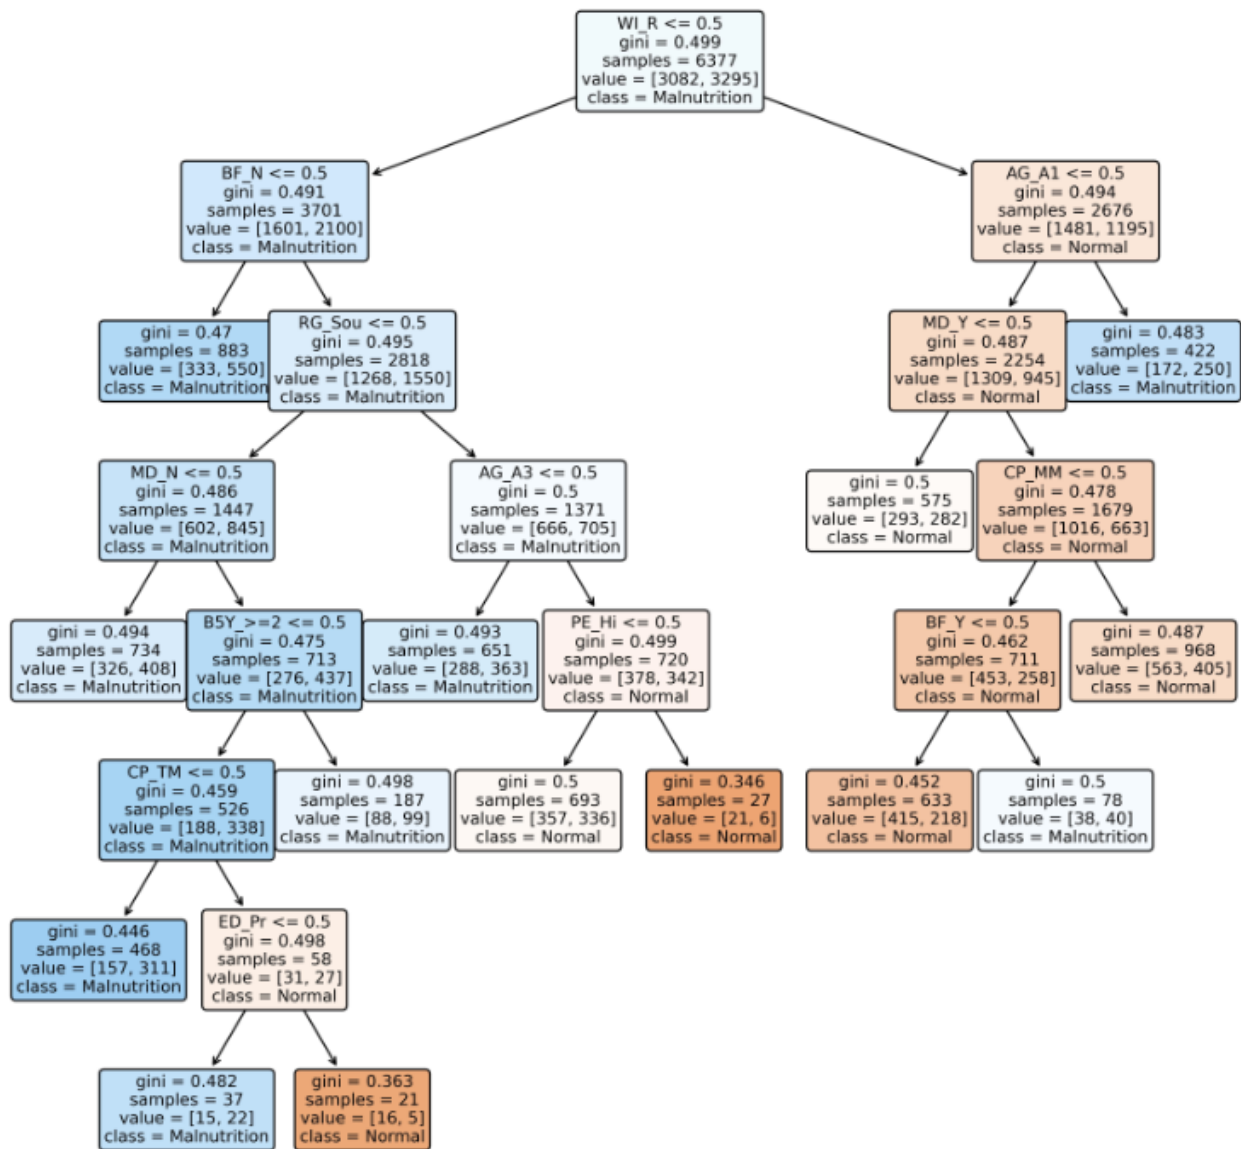 WI_R <= 0.5
gini = 0.499
samples = 6377
value = [3082, 3295]
class = Malnutrition
BF_N <= 0.5
gini = 0.491
samples = 3701
value = [1601, 2100]
class = Malnutrition
AG_A1 <= 0.5
gini = 0.494
samples = 2676
value = [1481, 1195]
class = Normal
gini = 0.47
samples = 883
value = [333, 550]
class = Malnutrition
RG_Sou <= 0.5
gini = 0.495
samples = 2818
value = [1268, 1550]
class = Malnutrition
MD_Y <= 0.5
gini = 0.487
samples = 2254
value = [1309, 945]
class = Normal
gini = 0.483
samples = 422
value = [172, 250]
class = Malnutrition
MD_N <= 0.5
gini = 0.486
samples = 1447
value = [602, 845]
class = Malnutrition
AG_A3 <= 0.5
gini = 0.5
samples = 1371
value = [666, 705]
class = Malnutrition
gini = 0.5
samples = 575
value = [293, 282]
class = Normal
CP_MM <= 0.5
gini = 0.478
samples = 1679
value = [1016, 663]
class = Normal
gini = 0.494
samples = 734
value = [326, 408]
class = Malnutrition
B5Y_>=2 <= 0.5
gini = 0.475
samples = 713
value = [276, 437]
class = Malnutrition
gini = 0.493
samples = 651
value = [288, 363]
class = Malnutrition
PE_Hi <= 0.5
gini = 0.499
samples = 720
value = [378, 342]
class = Normal
BF_Y <= 0.5
gini = 0.462
samples = 711
value = [453, 258]
class = Normal
gini = 0.487
samples = 968
value = [563, 405]
class = Normal
CP_TM <= 0.5
gini = 0.459
samples = 526
value = [188, 338]
class = Malnutrition
gini = 0.498
samples = 187
value = [88, 99]
class = Malnutrition
gini = 0.5
samples = 693
value = [357, 336]
class = Normal
gini = 0.346
samples = 27
value = [21, 6]
class = Normal
gini = 0.452
samples = 633
value = [415, 218]
class = Normal
gini = 0.5
samples = 78
value = [38, 40]
class = Malnutrition
gini = 0.446
samples = 468
value = [157, 311]
class = Malnutrition
ED_Pr <= 0.5
gini = 0.498
samples = 58
value = [31, 27]
class = Normal
gini = 0.482
samples = 37
value = [15, 22]
class = Malnutrition
gini = 0.363
samples = 21
value = [16, 5]
class = Normal